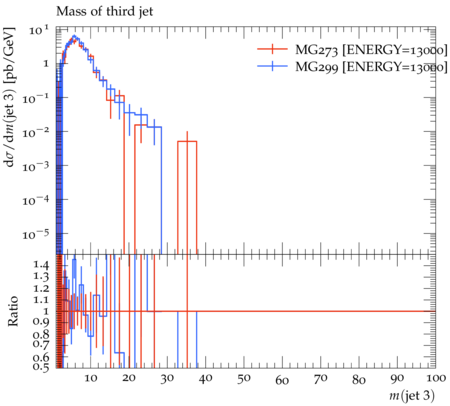 Mass of third jet
dσ/dm(jet 3) [pb/GeV]
MG273 [ENERGY=13000]
MG299 [ENERGY=13000]
10¹
1
10⁻¹
10⁻²
10⁻³
10⁻⁴
10⁻⁵
Ratio
1.4
1.3
1.2
1.1
1
0.9
0.8
0.7
0.6
0.5
10 20 30 40 50 60 70 80 90 100
m(jet 3)